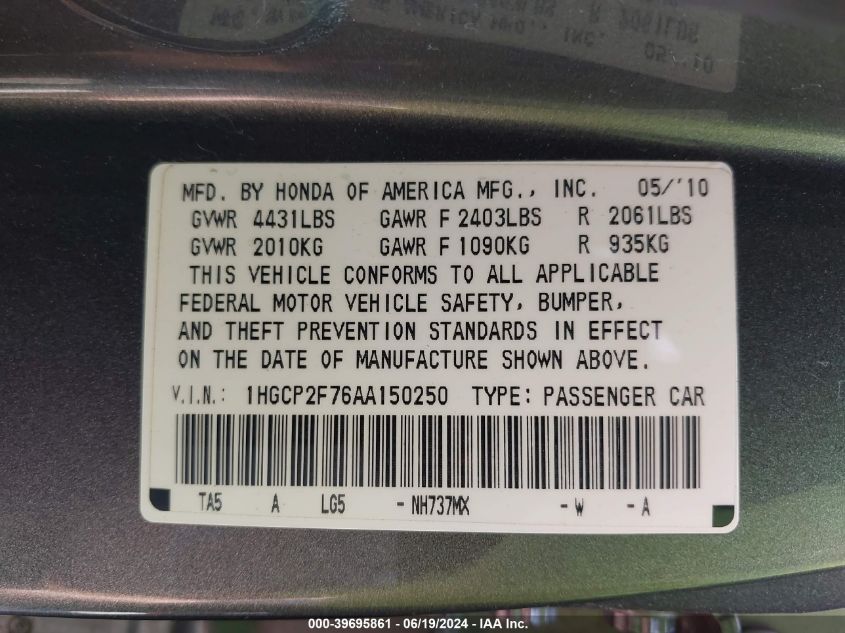 MFD. BY HONDA OF AMERICA MFG., INC. 05/'10
GVWR 4431LBS GAWR F 2403LBS R 2061LBS
GVWR 2010KG GAWR F 1090KG R 935KG
THIS VEHICLE CONFORMS TO ALL APPLICABLE
FEDERAL MOTOR VEHICLE SAFETY, BUMPER,
AND THEFT PREVENTION STANDARDS IN EFFECT
ON THE DATE OF MANUFACTURE SHOWN ABOVE.
V.I.N.: 1HGCP2F76AA150250 TYPE: PASSENGER CAR
TA5 A LG5 -NH737MX -W -A
000-39695861 - 06/19/2024 - IAA Inc.